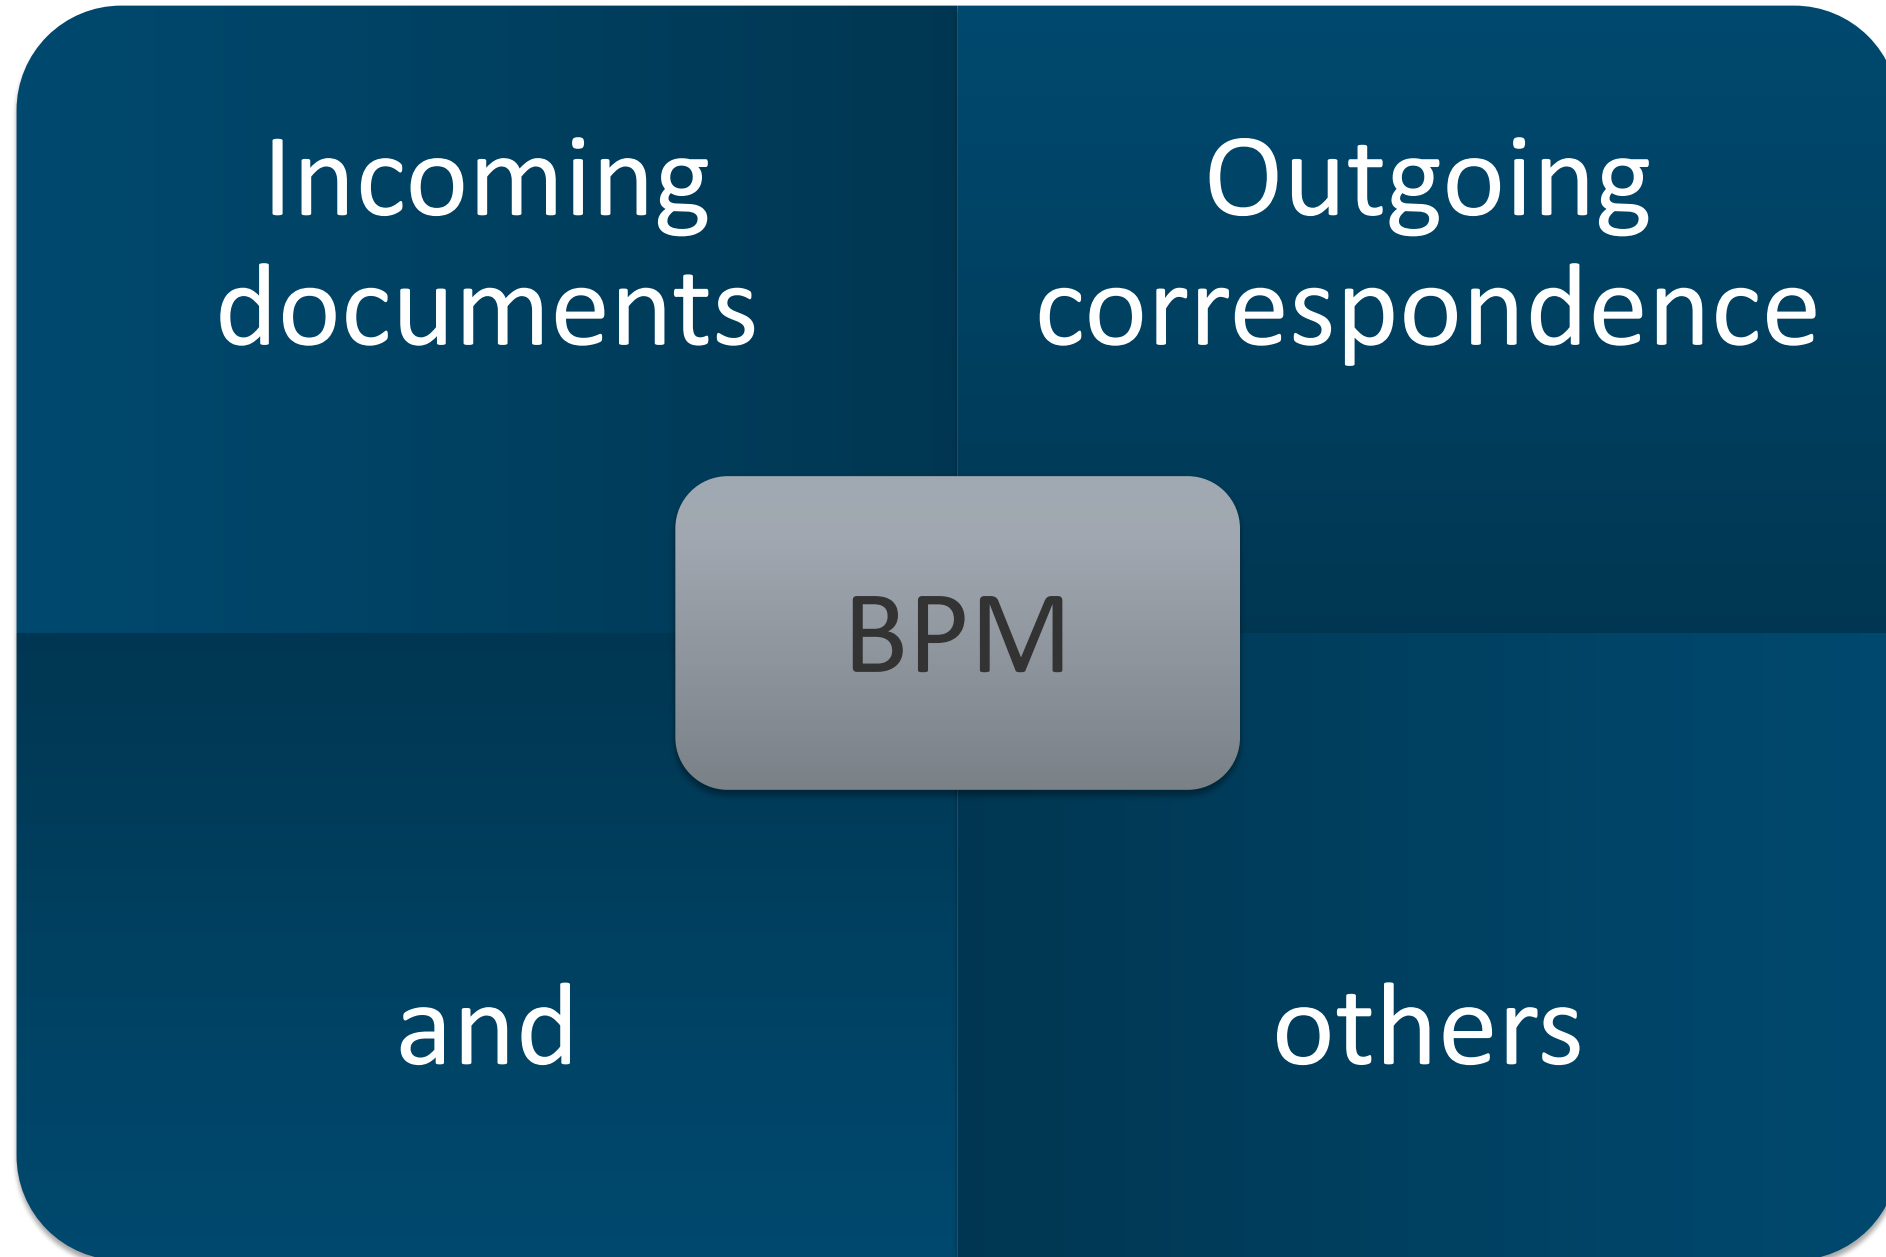 Incoming
documents
Outgoing
correspondence
BPM
and
others